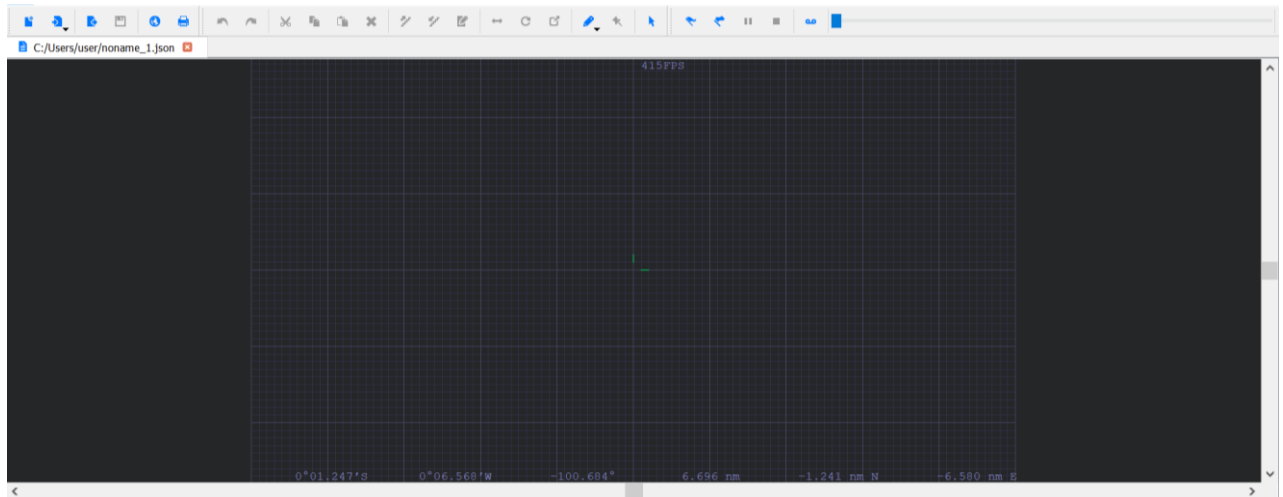 C:/Users/user/noname_1.json
415FPS
0°01.247'S 0°06.568'W -100.684° 6.696 nm -1.241 nm N -6.580 nm E